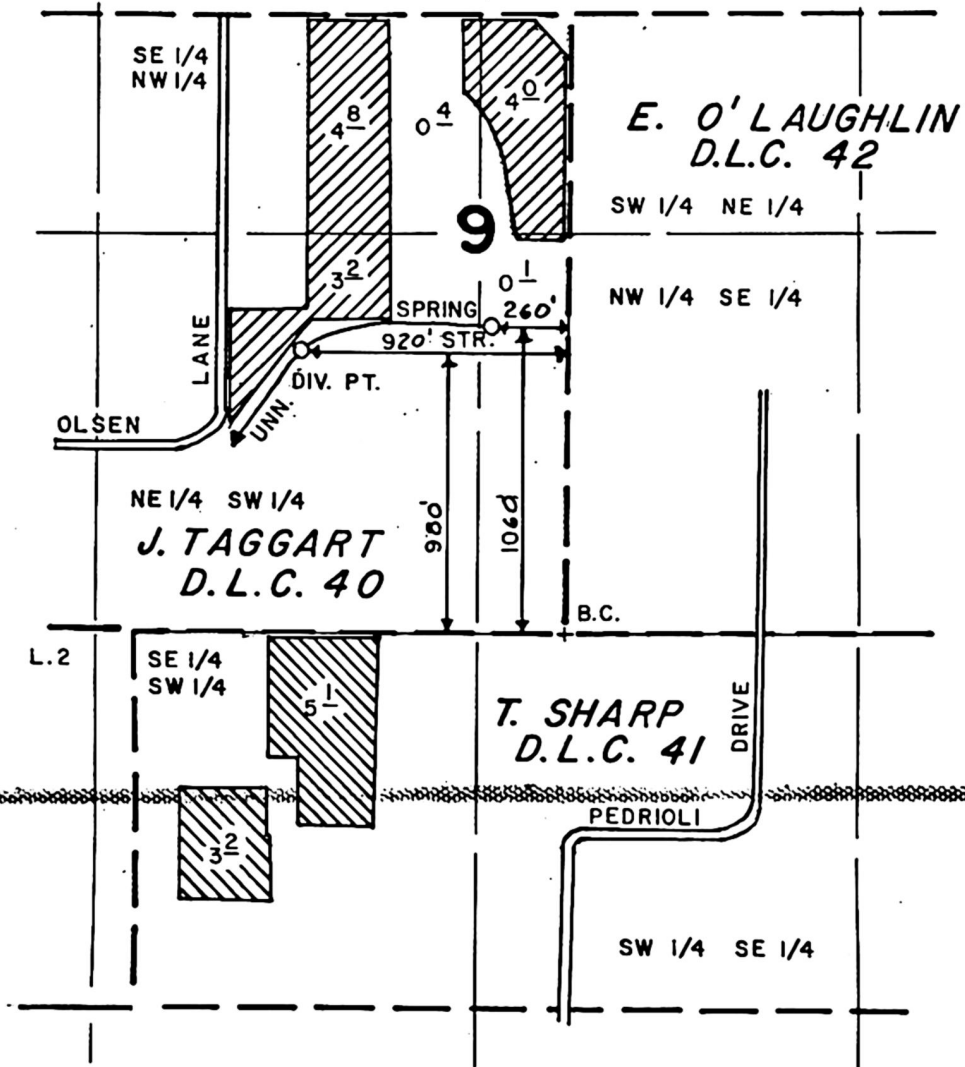 SE 1/4
NW 1/4
4 8
0 4
4 0
E. O'LAUGHLIN
D.L.C. 42
SW 1/4 NE 1/4
9
3 2
0 1
NW 1/4 SE 1/4
SPRING
260'
920' STR.
LANE
DIV. PT.
UNN.
OLSEN
NE 1/4 SW 1/4
980'
1060'
J. TAGGART
D.L.C. 40
B.C.
L.2
SE 1/4
SW 1/4
5 1
T. SHARP
D.L.C. 41
DRIVE
PEDRIOLI
3 2
SW 1/4 SE 1/4